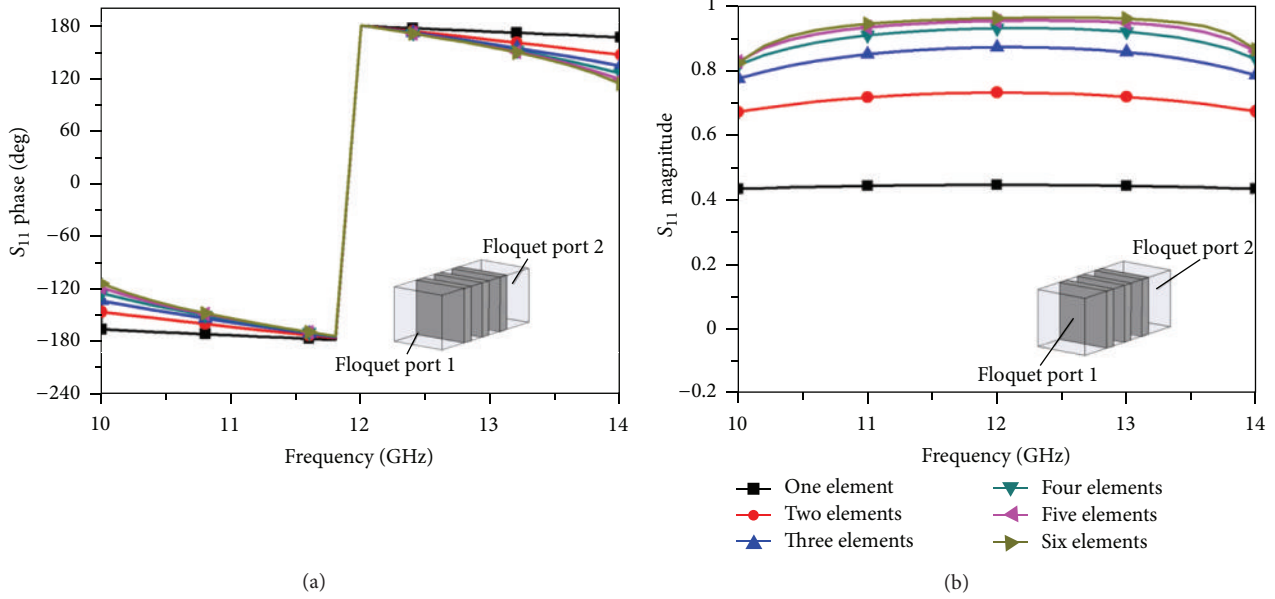 180
120
60
0
−60
−120
−180
−240
S11 phase (deg)
10
11
12
13
14
Frequency (GHz)
Floquet port 2
Floquet port 1
(a)
1
0.8
0.6
0.4
0.2
0
−0.2
S11 magnitude
10
11
12
13
14
Frequency (GHz)
Floquet port 2
Floquet port 1
One element
Two elements
Three elements
Four elements
Five elements
Six elements
(b)